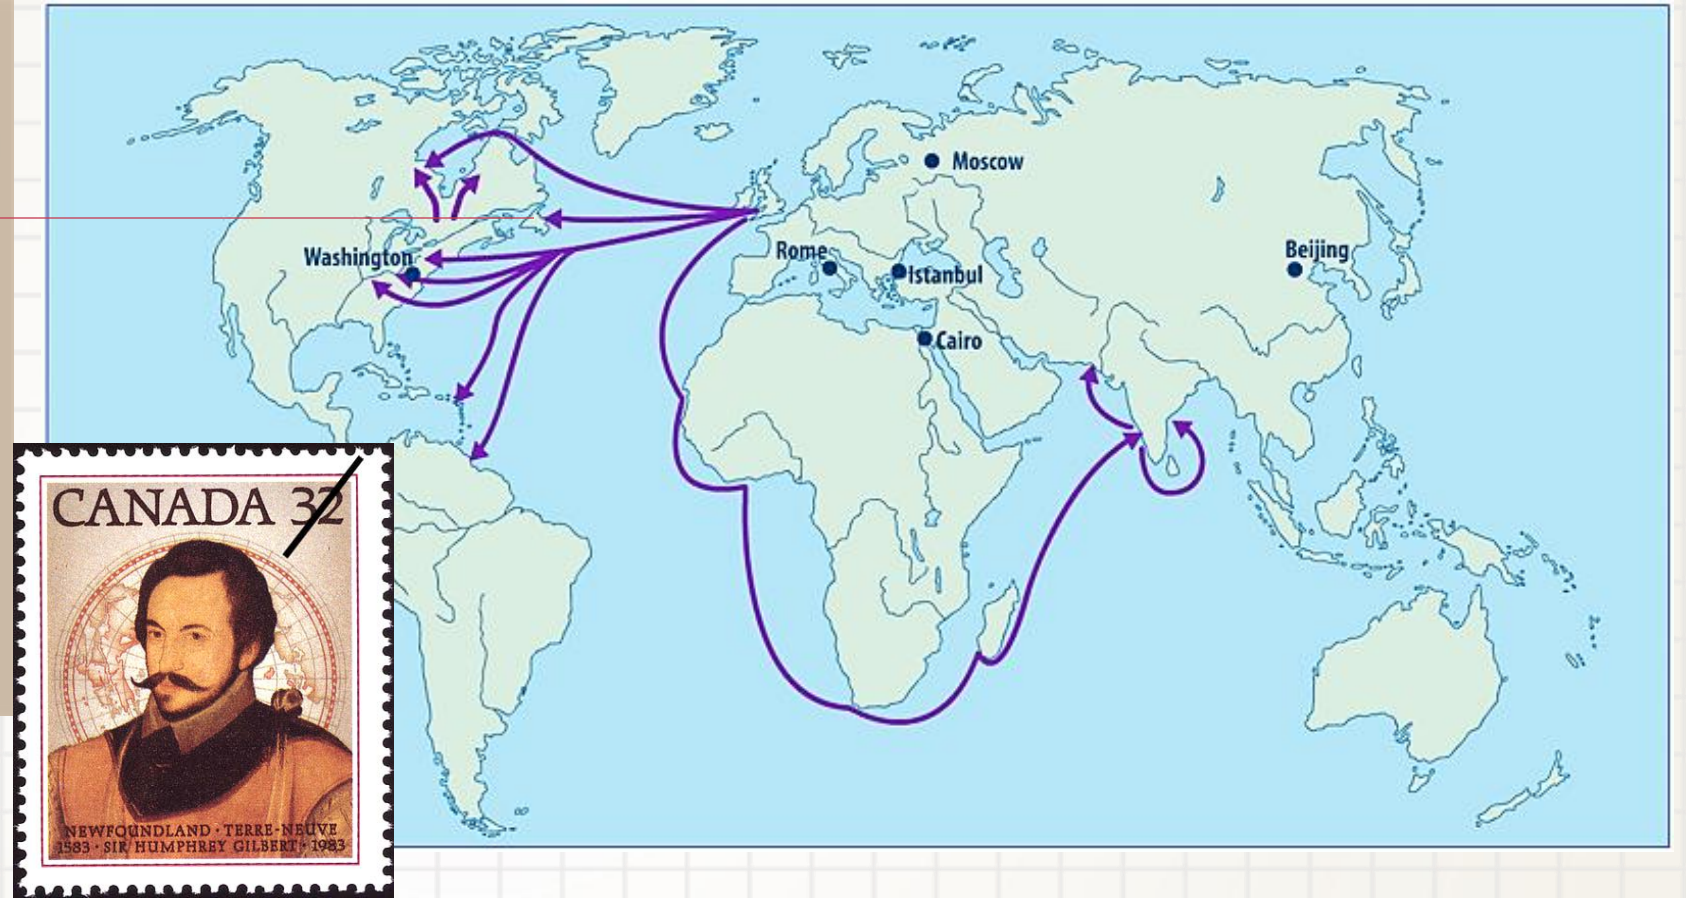 Moscow
Washington
Rome
Istanbul
Beijing
Cairo
CANADA 32
NEWFOUNDLAND · TERRE-NEUVE
1583 · SIR HUMPHREY GILBERT · 1983